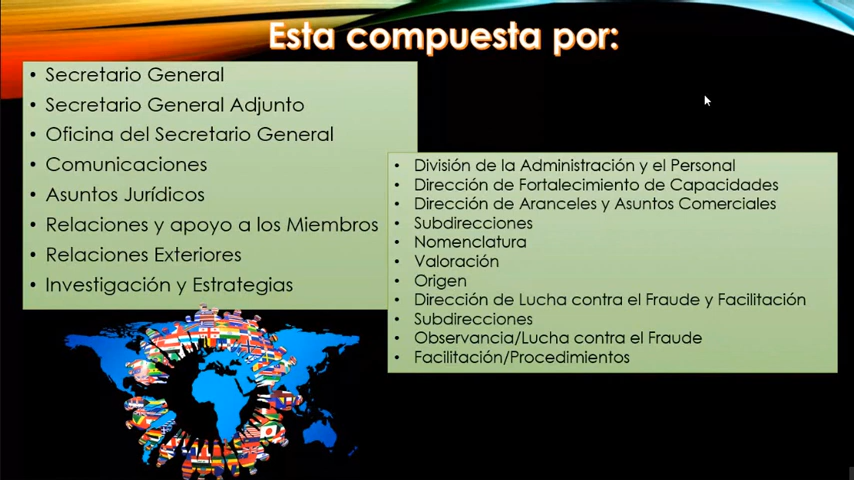 Esta compuesta por:
• Secretario General
• Secretario General Adjunto
• Oficina del Secretario General
• Comunicaciones
• Asuntos Jurídicos
• Relaciones y apoyo a los Miembros
• Relaciones Exteriores
• Investigación y Estrategias
• División de la Administración y el Personal
• Dirección de Fortalecimiento de Capacidades
• Dirección de Aranceles y Asuntos Comerciales
• Subdirecciones
• Nomenclatura
• Valoración
• Origen
• Dirección de Lucha contra el Fraude y Facilitación
• Subdirecciones
• Observancia/Lucha contra el Fraude
• Facilitación/Procedimientos